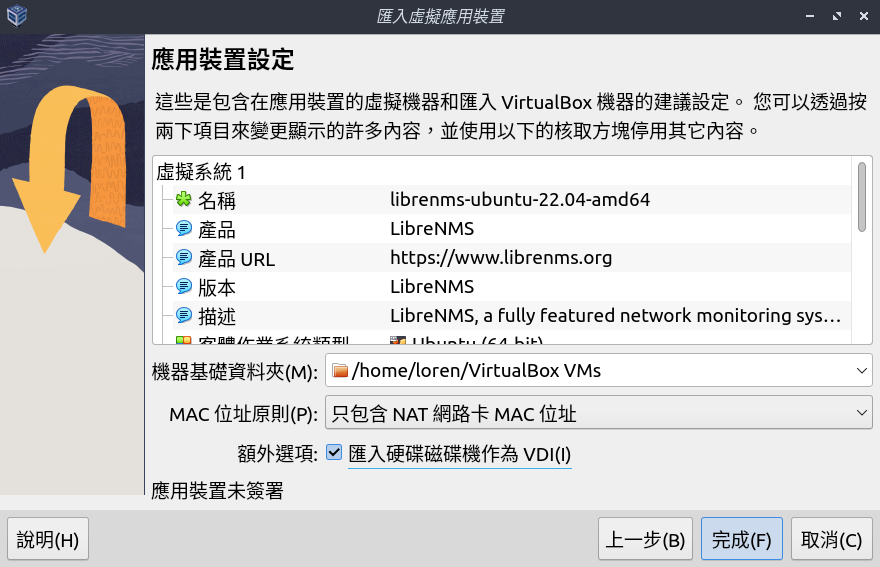 匯入虛擬應用裝置
應用裝置設定
這些是包含在應用裝置的虛擬機器和匯入 VirtualBox 機器的建議設定。 您可以透過按
兩下項目來變更顯示的許多內容，並使用以下的核取方塊停用其它內容。
虛擬系統 1
名稱 librenms-ubuntu-22.04-amd64
產品 LibreNMS
產品 URL https://www.librenms.org
版本 LibreNMS
描述 LibreNMS, a fully featured network monitoring sys...
客體作業系統類型 Ubuntu (64-bit)
機器基礎資料夾(M): /home/loren/VirtualBox VMs
MAC 位址原則(P): 只包含 NAT 網路卡 MAC 位址
額外選項: 匯入硬碟磁碟機作為 VDI(I)
應用裝置未簽署
說明(H) 上一步(B) 完成(F) 取消(C)